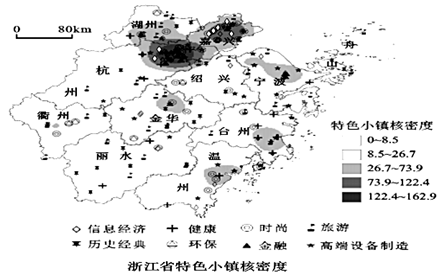 0 80km
湖州
嘉兴
舟山
杭州
绍兴
宁波
衢州
金华
台州
丽水
温州
特色小镇核密度
0~8.5
8.5~26.7
26.7~73.9
73.9~122.4
122.4~162.9
信息经济 健康 时尚 旅游
历史经典 环保 金融 高端设备制造
浙江省特色小镇核密度